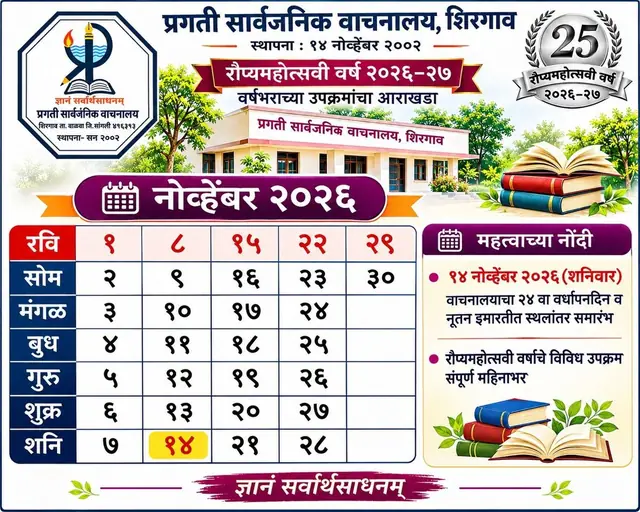 प्रगती सार्वजनिक वाचनालय, शिरगाव
स्थापना : १४ नोव्हेंबर २००२
रौप्यमहोत्सवी वर्ष २०२६-२७
वर्षभराच्या उपक्रमांचा आराखडा
ज्ञानं सर्वार्थसाधनम्
प्रगती सार्वजनिक वाचनालय
शिरगाव ता. वाळवा जि.सांगली ४१६३१३
स्थापना- सन २००२
25
रौप्यमहोत्सवी वर्ष
२०२६-२७
प्रगती सार्वजनिक वाचनालय, शिरगाव
नोव्हेंबर २०२६
रवि १ ८ १५ २२ २९
सोम २ ९ १६ २३ ३०
मंगळ ३ १० १७ २४
बुध ४ ११ १८ २५
गुरु ५ १२ १९ २६
शुक्र ६ १३ २० २७
शनि ७ १४ २१ २८
महत्वाच्या नोंदी
१४ नोव्हेंबर २०२६ (शनिवार)
वाचनालयाचा २४ वा वर्धापनदिन व
नूतन इमारतीत स्थलांतर समारंभ
रौप्यमहोत्सवी वर्षाचे विविध उपक्रम
संपूर्ण महिनाभर
ज्ञानं सर्वार्थसाधनम्